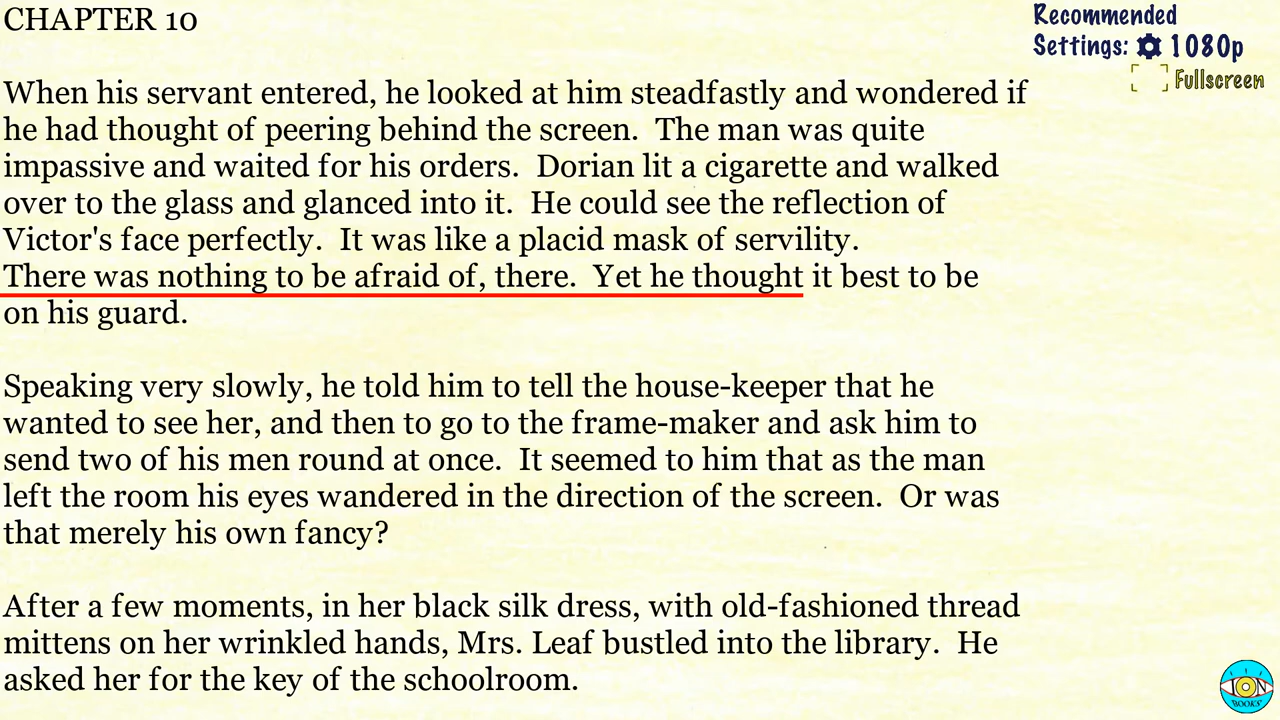 CHAPTER 10
Recommended
Settings: 1080p
Fullscreen
When his servant entered, he looked at him steadfastly and wondered if
he had thought of peering behind the screen.  The man was quite
impassive and waited for his orders.  Dorian lit a cigarette and walked
over to the glass and glanced into it.  He could see the reflection of
Victor's face perfectly.  It was like a placid mask of servility.
There was nothing to be afraid of, there.  Yet he thought it best to be
on his guard.
Speaking very slowly, he told him to tell the house-keeper that he
wanted to see her, and then to go to the frame-maker and ask him to
send two of his men round at once.  It seemed to him that as the man
left the room his eyes wandered in the direction of the screen.  Or was
that merely his own fancy?
After a few moments, in her black silk dress, with old-fashioned thread
mittens on her wrinkled hands, Mrs. Leaf bustled into the library.  He
asked her for the key of the schoolroom.
ION
BOOKS